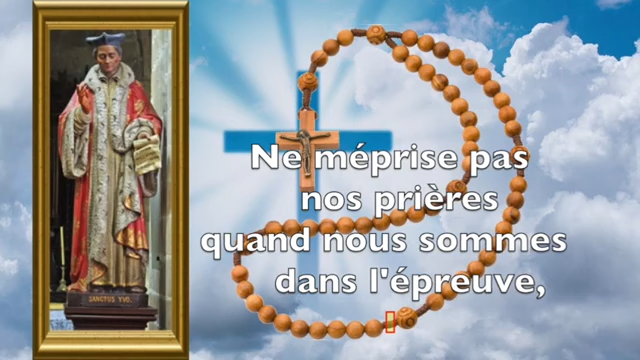 SANCTUS YVO.
Ne méprise pas
nos prières
quand nous sommes
dans l'épreuve,